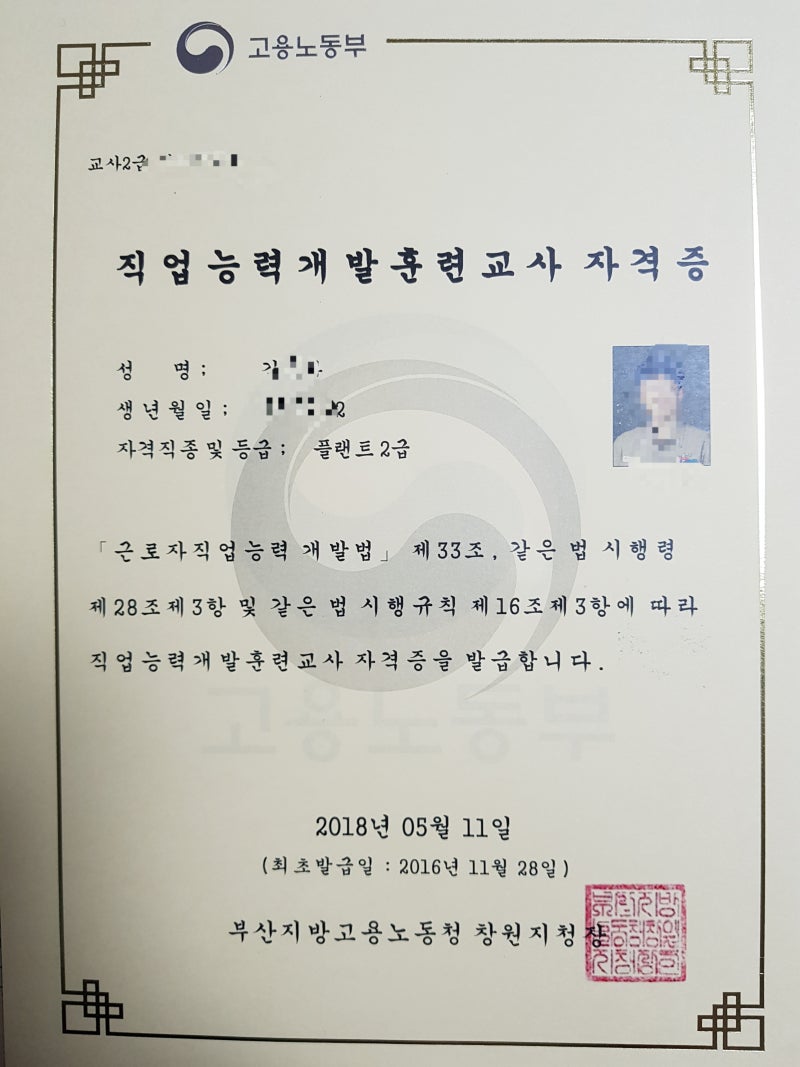 고용노동부
교사2급
직업능력개발훈련교사 자격증
성 명 ;
생년월일 ;
자격직종 및 등급 ; 플랜트2급
「근로자직업능력 개발법」 제33조, 같은 법 시행령
제28조제3항 및 같은 법 시행규칙 제16조제3항에 따라
직업능력개발훈련교사 자격증을 발급합니다.
고용노동부
2018년 05월 11일
(최초발급일 : 2016년 11월 28일)
부산지방고용노동청 창원지청장